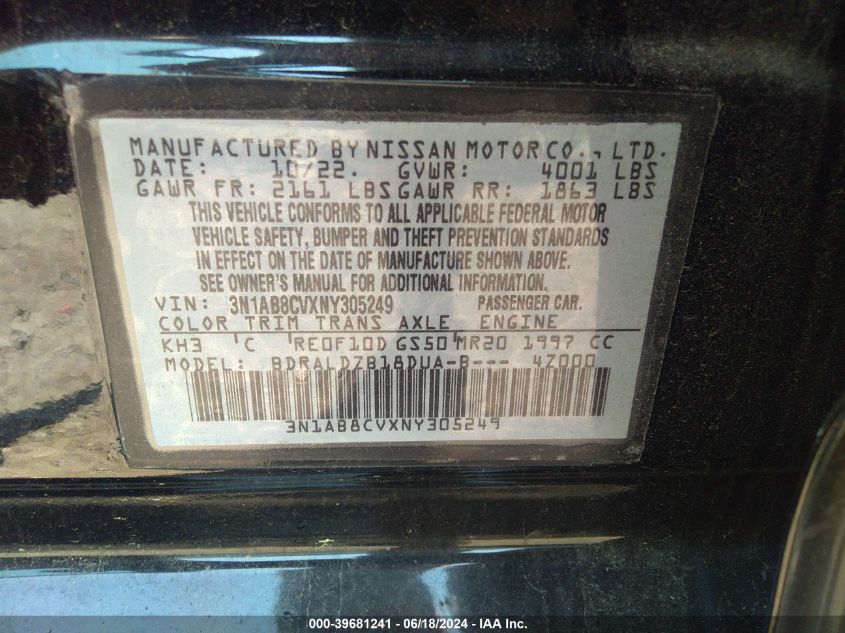 MANUFACTURED BY NISSAN MOTOR CO., LTD.
DATE: 10/22. GVWR: 4001 LBS
GAWR FR: 2161 LBS GAWR RR: 1863 LBS
THIS VEHICLE CONFORMS TO ALL APPLICABLE FEDERAL MOTOR
VEHICLE SAFETY, BUMPER AND THEFT PREVENTION STANDARDS
IN EFFECT ON THE DATE OF MANUFACTURE SHOWN ABOVE.
SEE OWNER'S MANUAL FOR ADDITIONAL INFORMATION.
VIN: 3N1AB8CVXNY305249 PASSENGER CAR.
COLOR TRIM TRANS AXLE ENGINE
KH3 'C 'RE0F10D GS50'MR20 1997 CC
MODEL: BDRALDZB18DUA-B--- 4Z000
3N1AB8CVXNY305249
000-39681241 - 06/18/2024 - IAA Inc.